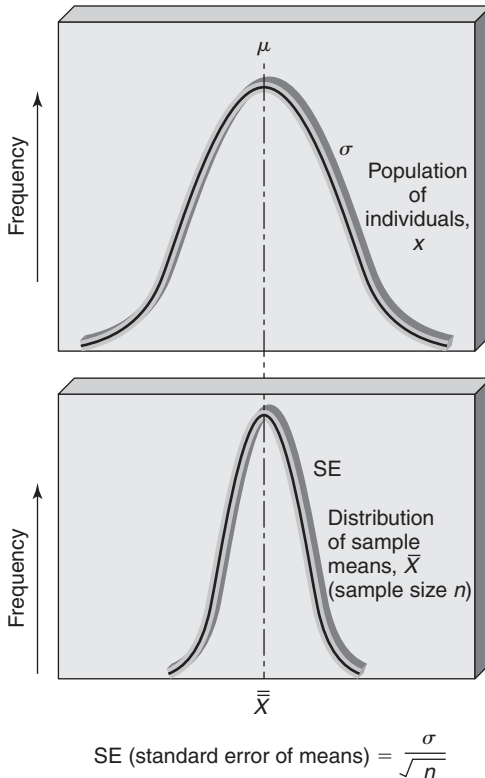 μ
Frequency
σ
Population
of
individuals,
x
Frequency
SE
Distribution
of sample
means, X̅
(sample size n)
X̿
SE (standard error of means) = σ / √n